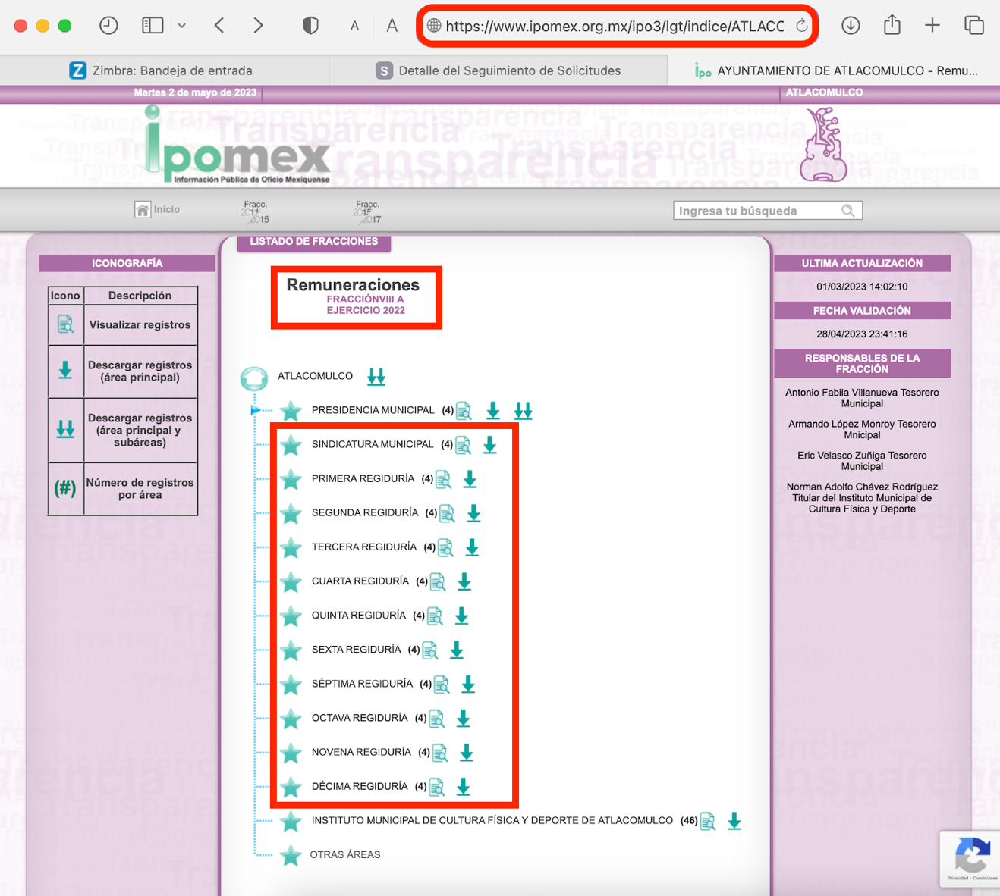 A A https://www.ipomex.org.mx/ipo3/lgt/indice/ATLACC
Z Zimbra: Bandeja de entrada
S Detalle del Seguimiento de Solicitudes
ipo AYUNTAMIENTO DE ATLACOMULCO - Remu...
Martes 2 de mayo de 2023
ATLACOMULCO
ipomex
Información Pública de Oficio Mexiquense
Transparencia
Inicio
Fracc.
2011
/2015
Fracc.
2015
/2017
Ingresa tu búsqueda
LISTADO DE FRACCIONES
ICONOGRAFÍA
Icono Descripción
Visualizar registros
Descargar registros
(área principal)
Descargar registros
(área principal y
subáreas)
(#) Número de registros
por área
Remuneraciones
FRACCIÓNVIII A
EJERCICIO 2022
ATLACOMULCO
PRESIDENCIA MUNICIPAL (4)
SINDICATURA MUNICIPAL (4)
PRIMERA REGIDURÍA (4)
SEGUNDA REGIDURÍA (4)
TERCERA REGIDURÍA (4)
CUARTA REGIDURÍA (4)
QUINTA REGIDURÍA (4)
SEXTA REGIDURÍA (4)
SÉPTIMA REGIDURÍA (4)
OCTAVA REGIDURÍA (4)
NOVENA REGIDURÍA (4)
DÉCIMA REGIDURÍA (4)
INSTITUTO MUNICIPAL DE CULTURA FÍSICA Y DEPORTE DE ATLACOMULCO (46)
OTRAS ÁREAS
ULTIMA ACTUALIZACIÓN
01/03/2023 14:02:10
FECHA VALIDACIÓN
28/04/2023 23:41:16
RESPONSABLES DE LA
FRACCIÓN
Antonio Fabila Villanueva Tesorero
Municipal
Armando López Monroy Tesorero
Mnicipal
Eric Velasco Zuñiga Tesorero
Municipal
Norman Adolfo Chávez Rodríguez
Titular del Instituto Municipal de
Cultura Física y Deporte
Privacidad - Condiciones